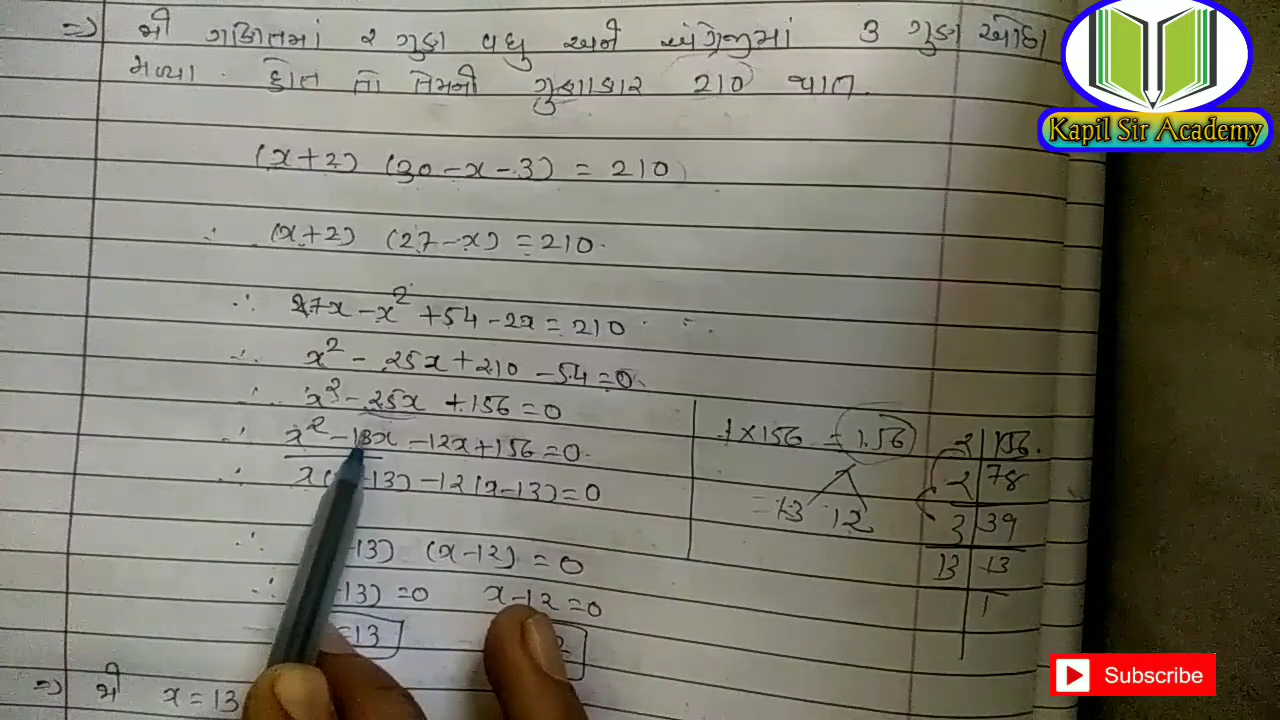 => જો ગણિતમાં ૨ ગુણ વધુ અને અંગ્રેજીમાં 3 ગુણ ઓછા
મળ્યા હોત તો તેમની ગુણાકાર 210 થાત.
(x+2) (30-x-3) = 210
∴ (x+2) (27-x) = 210.
∴ 27x - x² + 54 - 2x = 210
∴ x² - 25x + 210 - 54 = 0
∴ x² - 25x + 156 = 0
∴ x² - 13x - 12x + 156 = 0.
∴ x( -13) - 12(x-13) = 0
∴ -13) (x-12) = 0
∴ -13) = 0 x-12 = 0
=13 2
=> જો x = 13
1×156 = 156
13 12
2 | 156.
2 | 78
3 | 39
13 | 13
| 1
Kapil Sir Academy
Subscribe